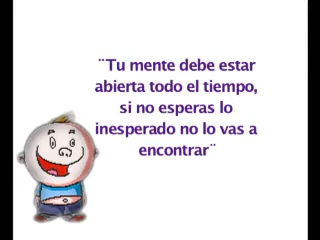 ¨Tu mente debe estar
abierta todo el tiempo,
si no esperas lo
inesperado no lo vas a
encontrar¨